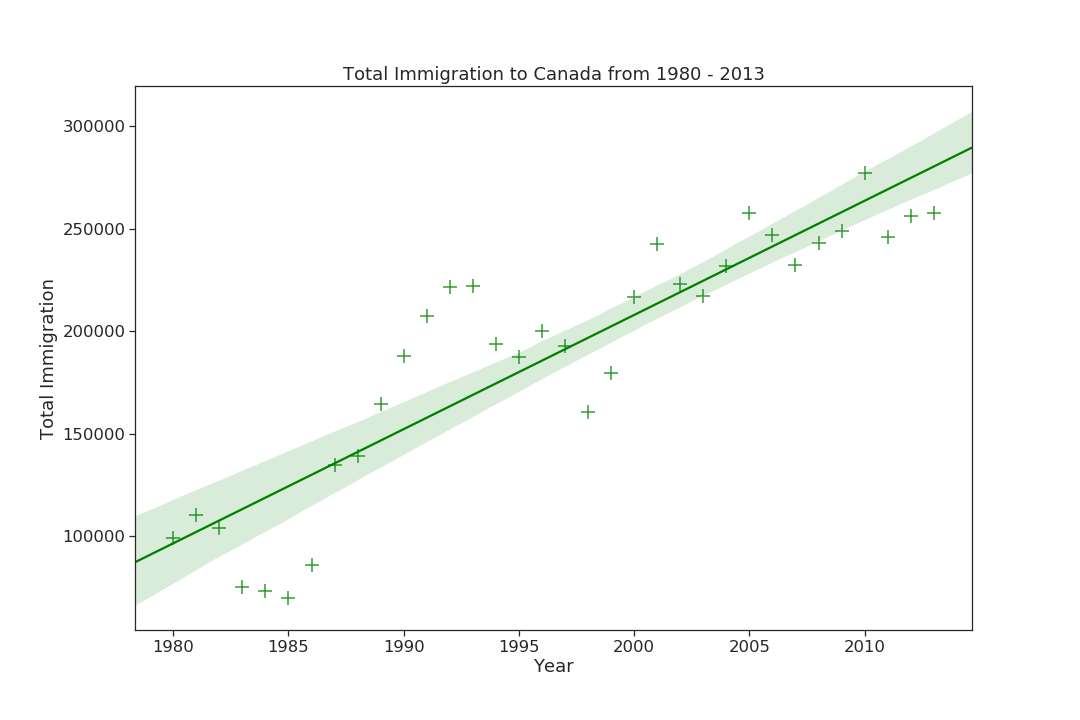 Total Immigration to Canada from 1980 - 2013
300000
250000
200000
150000
100000
Total Immigration
1980 1985 1990 1995 2000 2005 2010
Year